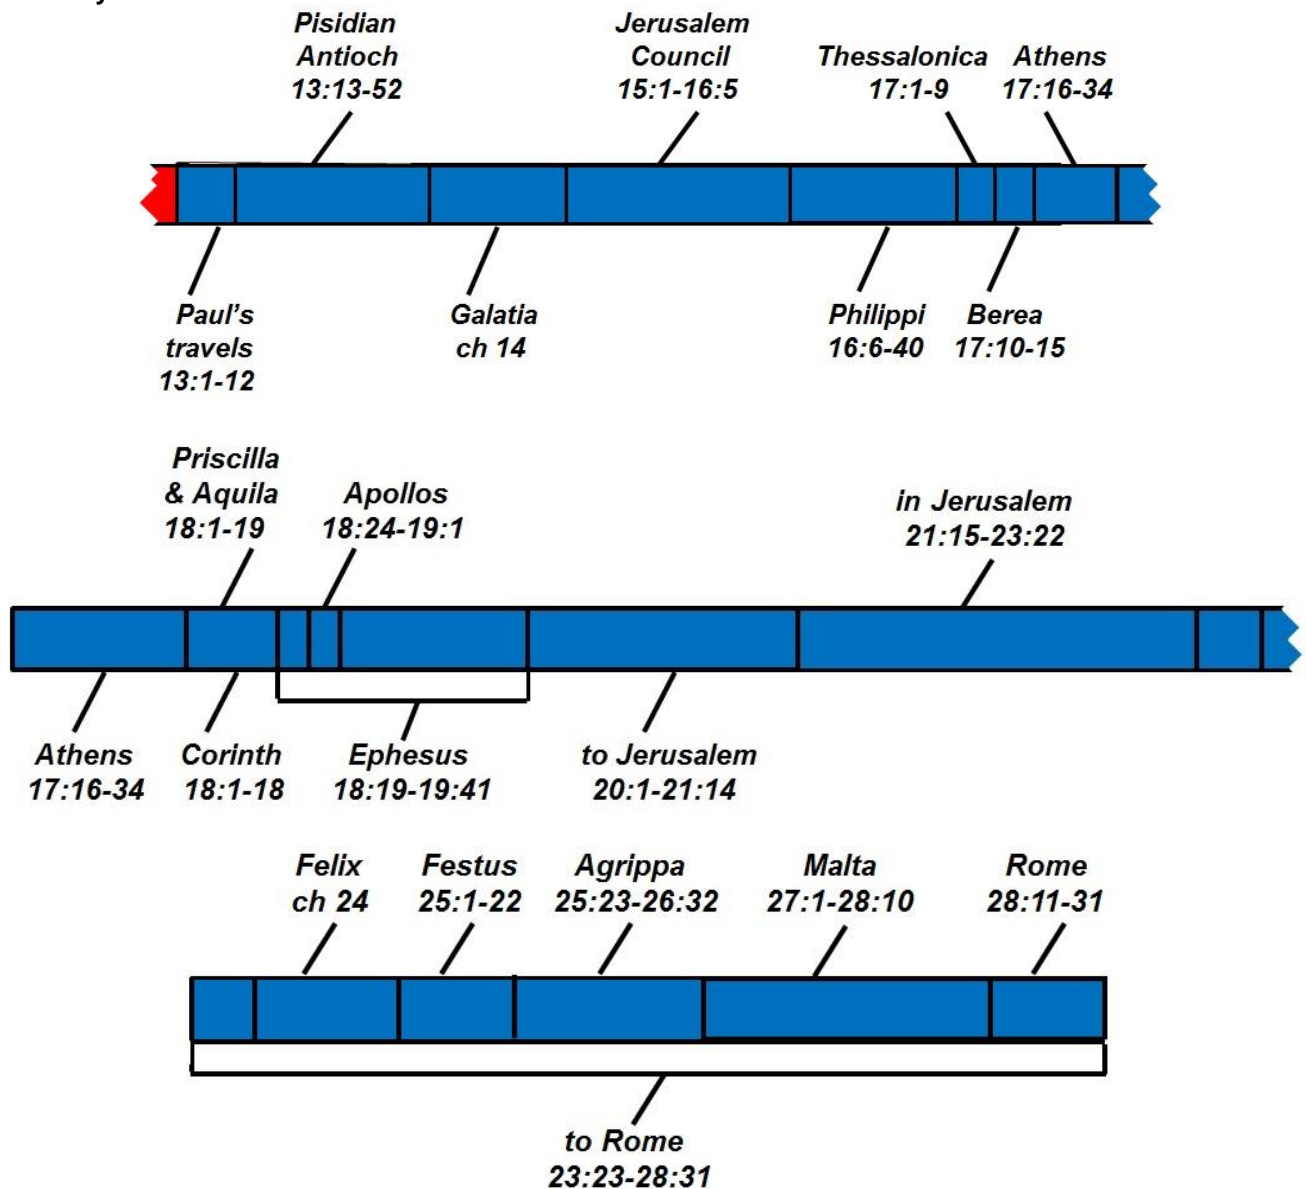 Pisidian
Antioch
13:13-52
Jerusalem
Council
15:1-16:5
Thessalonica
17:1-9
Athens
17:16-34
Paul's
travels
13:1-12
Galatia
ch 14
Philippi
16:6-40
Berea
17:10-15
Priscilla
& Aquila
18:1-19
Apollos
18:24-19:1
in Jerusalem
21:15-23:22
Athens
17:16-34
Corinth
18:1-18
Ephesus
18:19-19:41
to Jerusalem
20:1-21:14
Felix
ch 24
Festus
25:1-22
Agrippa
25:23-26:32
Malta
27:1-28:10
Rome
28:11-31
to Rome
23:23-28:31